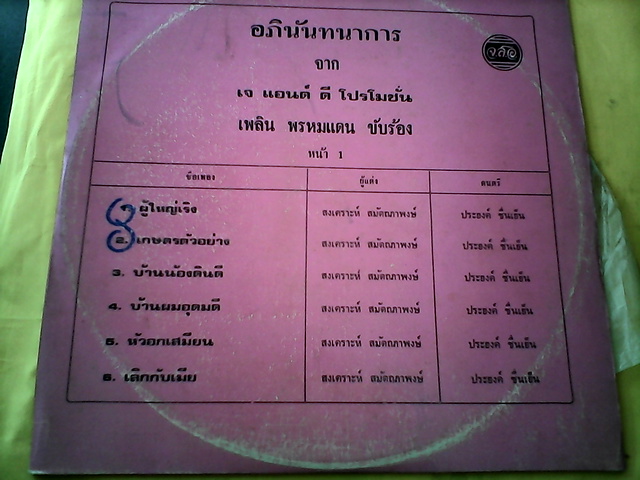 อภินันทนาการ
จ.ส.อ
จาก
เจ แอนด์ ดี โปรโมชั่น
เพลิน พรหมแดน ขับร้อง
หน้า 1
ชื่อเพลง ผู้แต่ง ดนตรี
1. ผู้ใหญ่เริง สงเคราะห์ สมัตถภาพงษ์ ประยงค์ ชื่นเย็น
2. เกษตรตัวอย่าง สงเคราะห์ สมัตถภาพงษ์ ประยงค์ ชื่นเย็น
3. บ้านน้องดินดี สงเคราะห์ สมัตถภาพงษ์ ประยงค์ ชื่นเย็น
4. บ้านผมอุดมดี สงเคราะห์ สมัตถภาพงษ์ ประยงค์ ชื่นเย็น
5. หัวอกเสมียน สงเคราะห์ สมัตถภาพงษ์ ประยงค์ ชื่นเย็น
6. เลิกกับเมีย สงเคราะห์ สมัตถภาพงษ์ ประยงค์ ชื่นเย็น